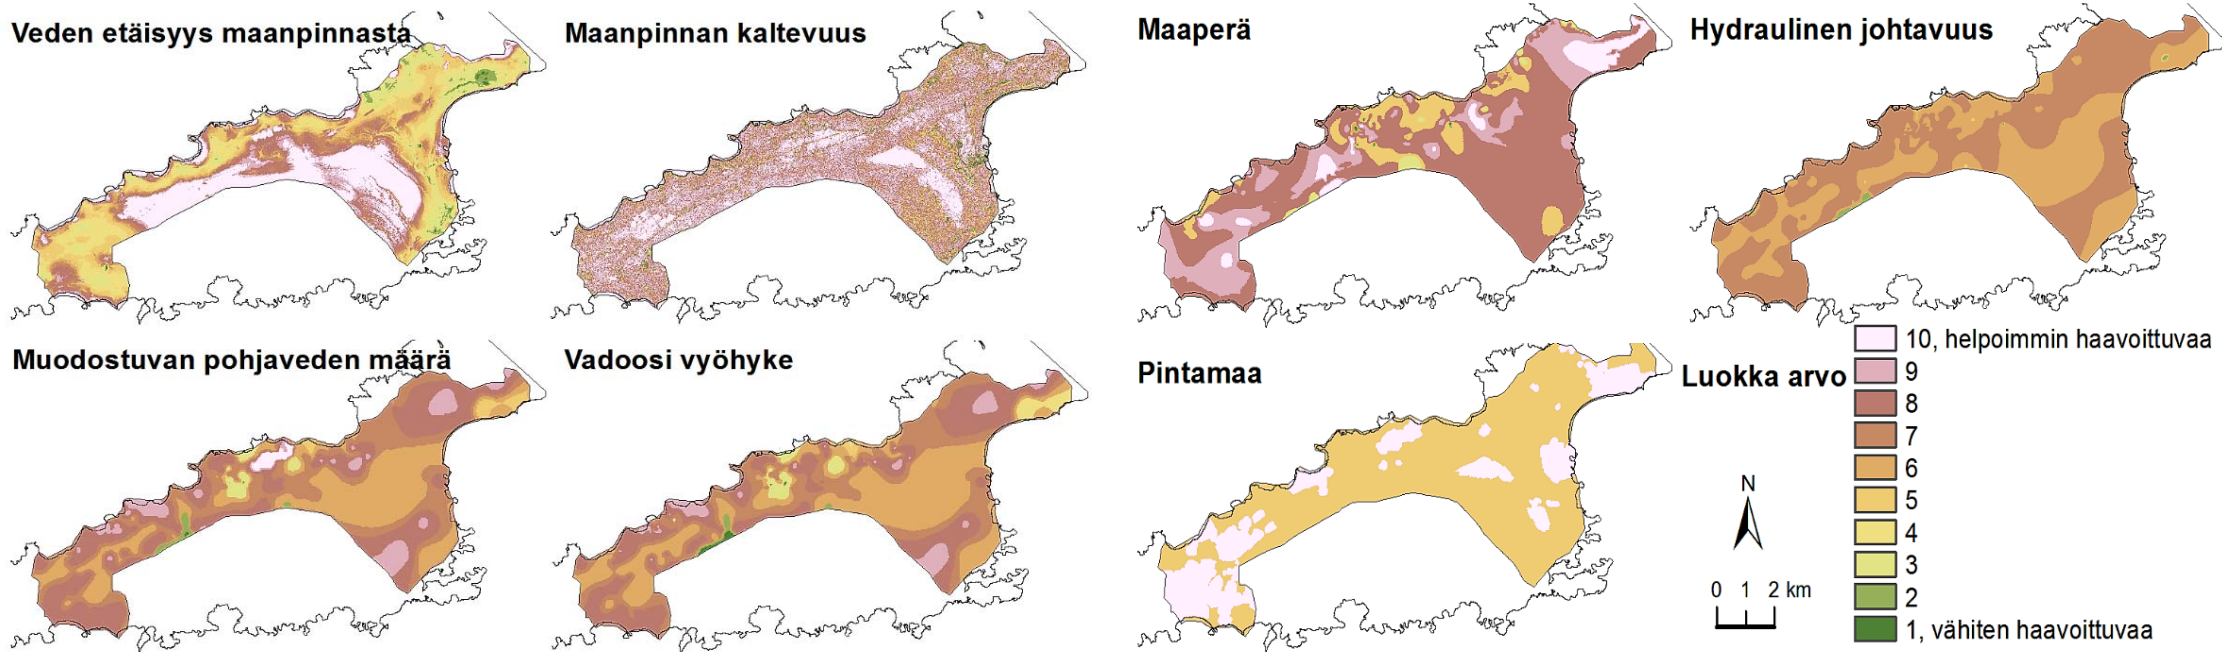 Veden etäisyys maanpinnasta
Maanpinnan kaltevuus
Maaperä
Hydraulinen johtavuus
Muodostuvan pohjaveden määrä
Vadoosi vyöhyke
Pintamaa
Luokka arvo
10, helpoimmin haavoittuvaa
9
8
7
6
5
4
3
2
1, vähiten haavoittuvaa
N
0 1 2 km